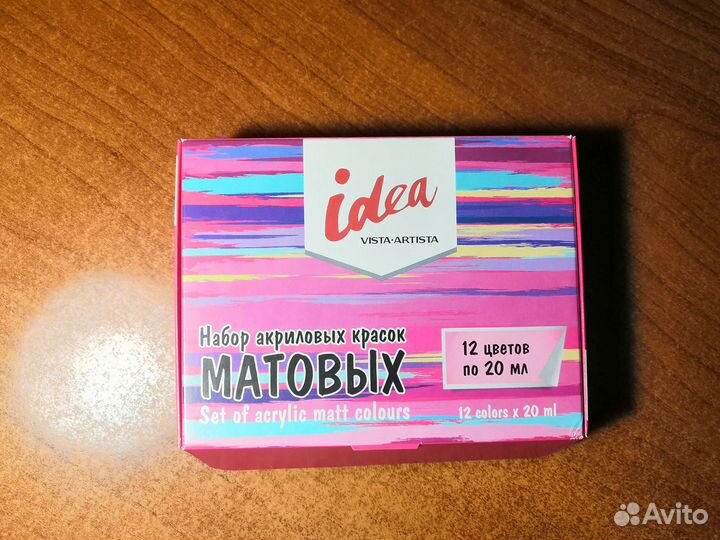 idea
VISTA-ARTISTA
Набор акриловых красок
МАТОВЫХ
Set of acrylic matt colours
12 цветов
по 20 мл
12 colors x 20 ml
Avito